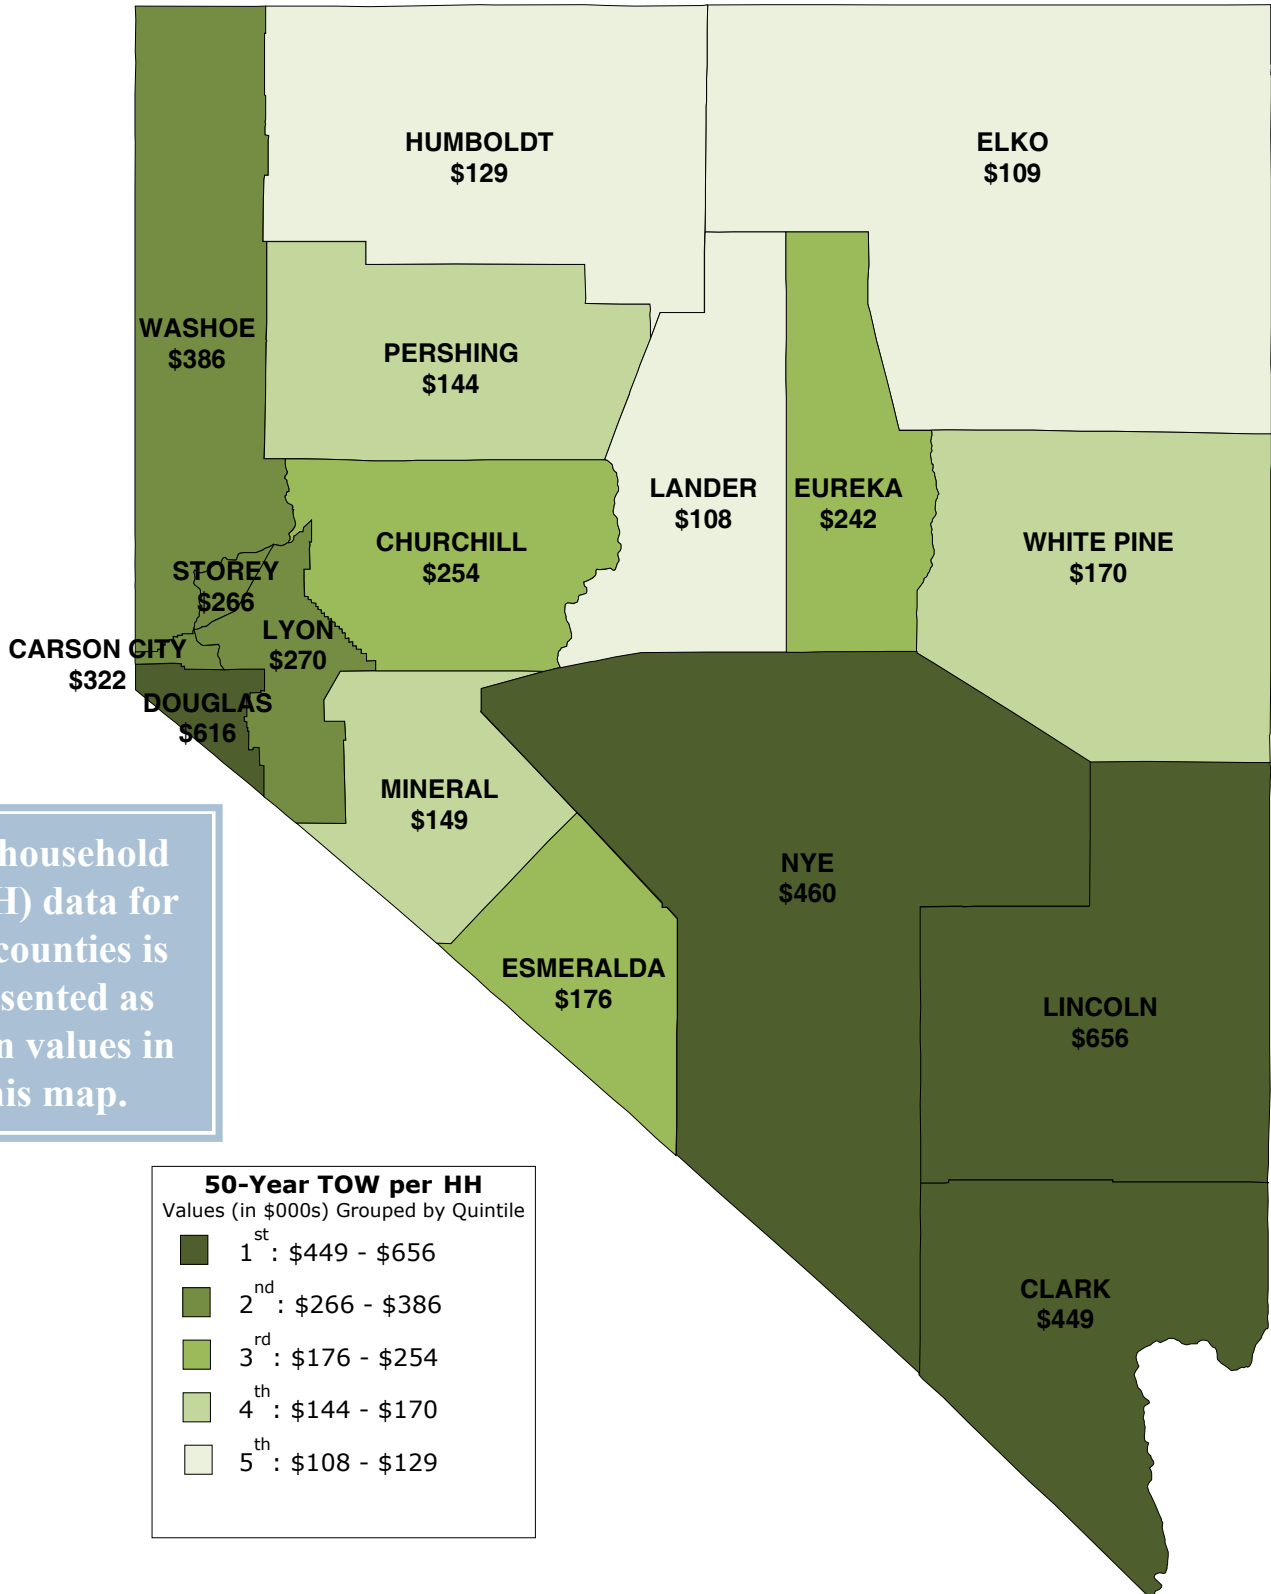 HUMBOLDT
$129
ELKO
$109
WASHOE
$386
PERSHING
$144
LANDER
$108
EUREKA
$242
CHURCHILL
$254
WHITE PINE
$170
STOREY
$266
LYON
$270
CARSON CITY
$322
DOUGLAS
$616
MINERAL
$149
NYE
$460
ESMERALDA
$176
LINCOLN
$656
CLARK
$449
household
H) data for
counties is
sented as
n values in
his map.
50-Year TOW per HH
Values (in $000s) Grouped by Quintile
1st: $449 - $656
2nd: $266 - $386
3rd: $176 - $254
4th: $144 - $170
5th: $108 - $129